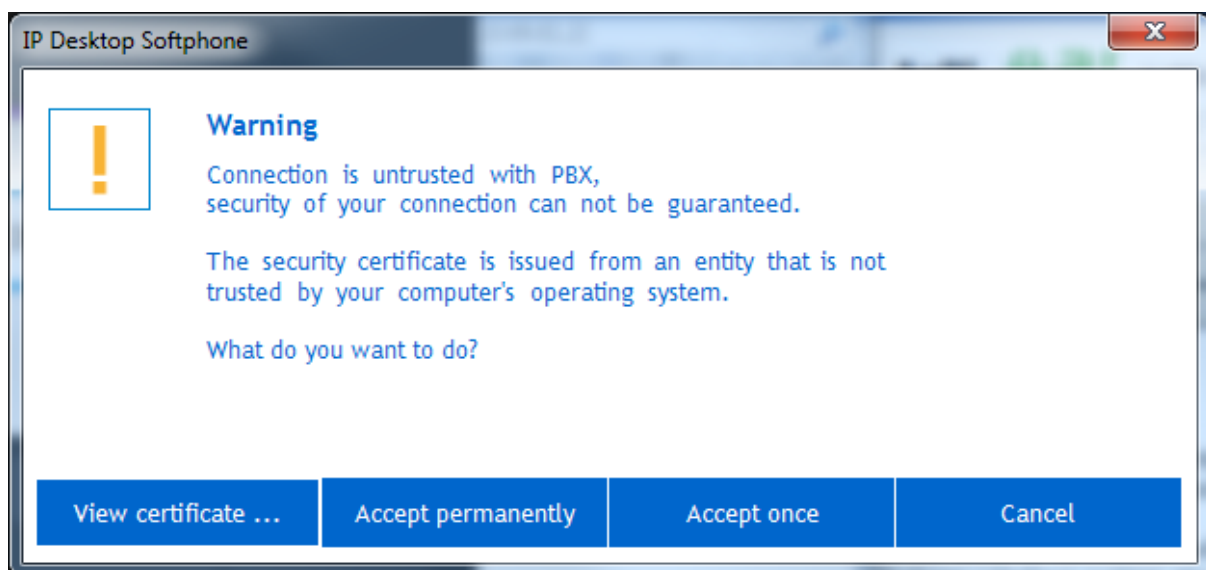 IP Desktop Softphone
Warning
Connection is untrusted with PBX,
security of your connection can not be guaranteed.
The security certificate is issued from an entity that is not
trusted by your computer's operating system.
What do you want to do?
View certificate ...
Accept permanently
Accept once
Cancel